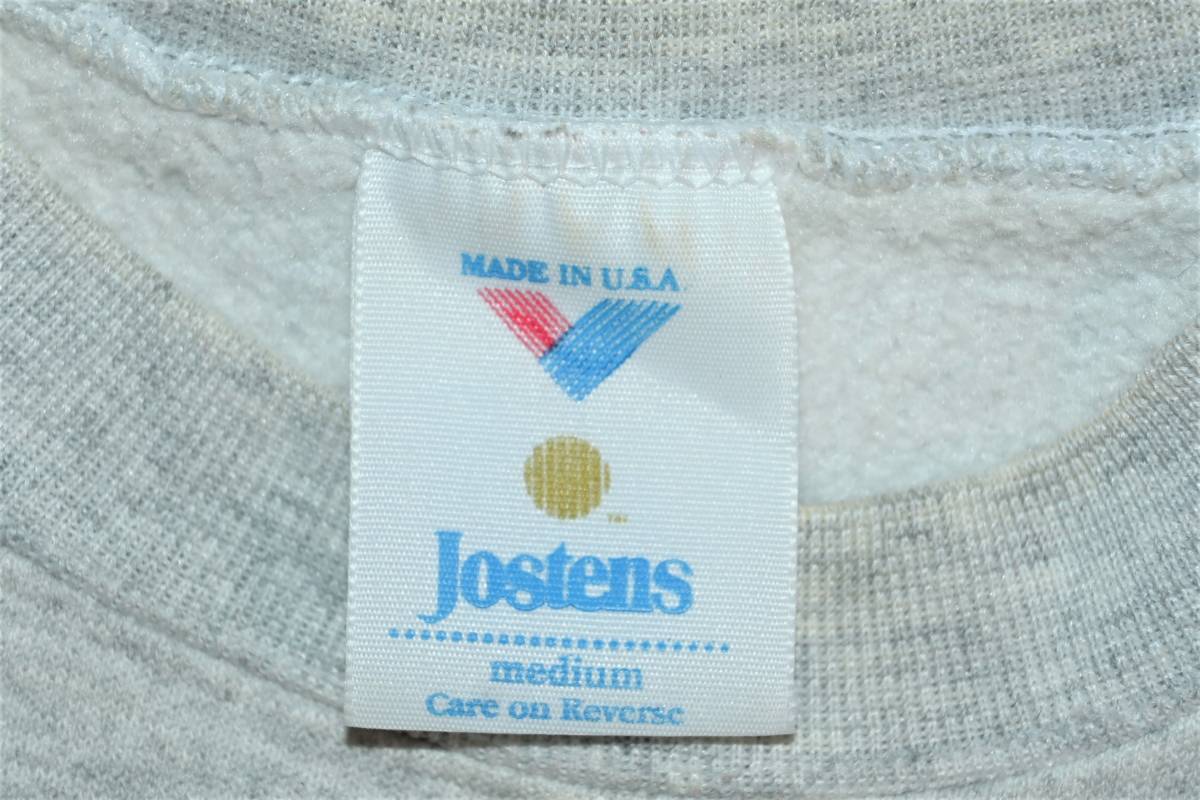 MADE IN U.S.A.
™
Jostens
medium
Care on Reverse